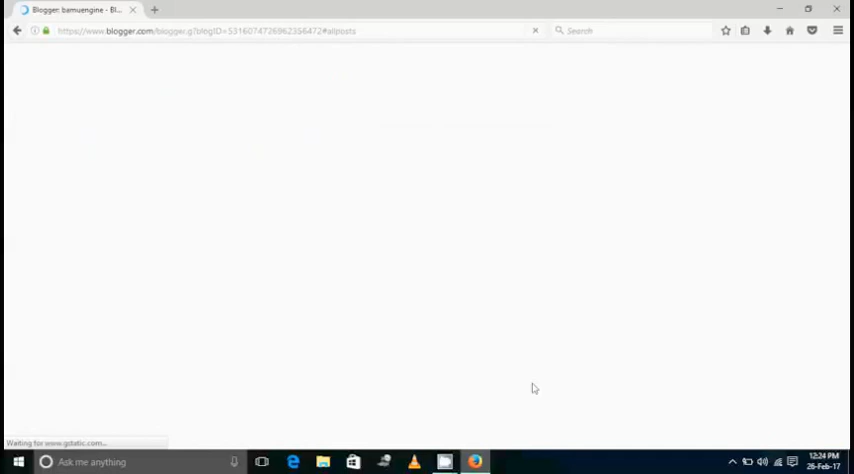 Blogger: bamuengine - Bl...
https://www.blogger.com/blogger.g?blogID=5316074726962356472#allposts
Search
Waiting for www.gstatic.com...
Ask me anything
12:24 PM
26-Feb-17